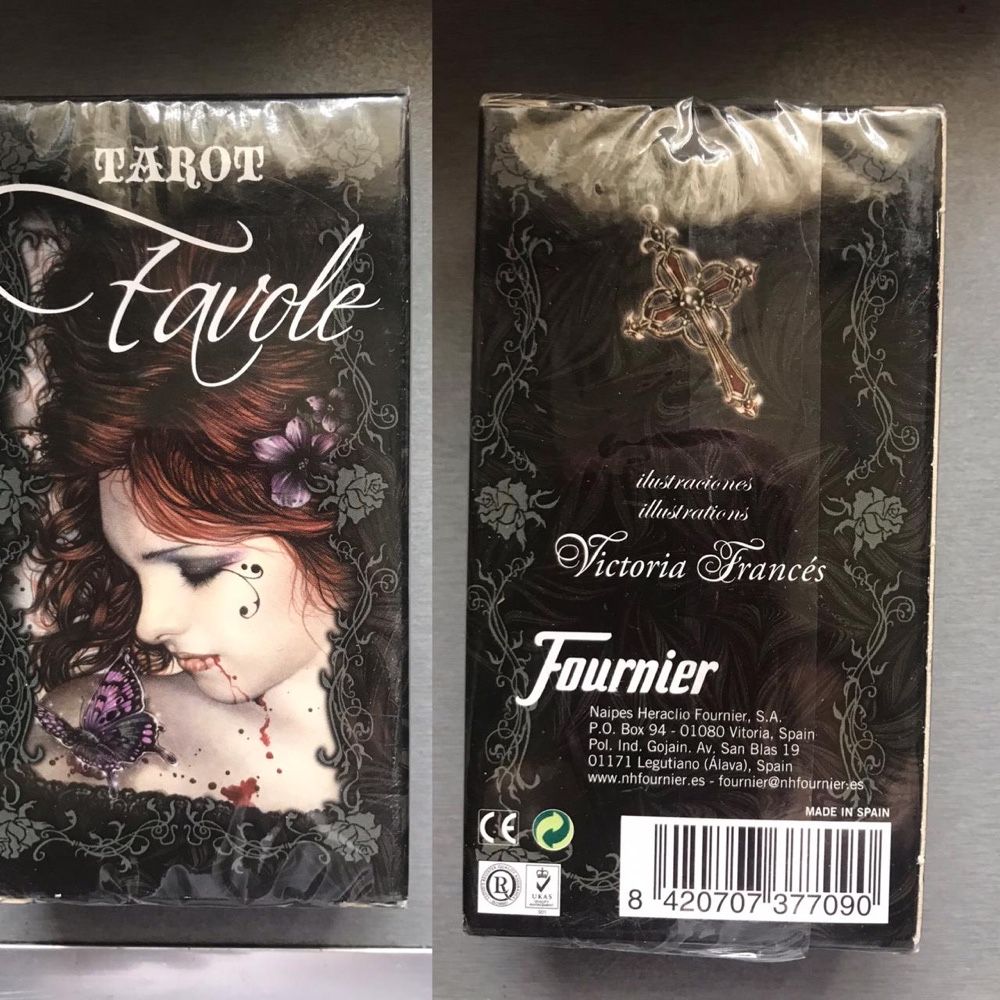 TAROT
Favole
ilustraciones
illustrations
Victoria Francés
Fournier
Naipes Heraclio Fournier, S.A.
P.O. Box 94 - 01080 Vitoria, Spain
Pol. Ind. Gojain. Av. San Blas 19
01171 Legutiano (Álava), Spain
www.nhfournier.es - fournier@nhfournier.es
MADE IN SPAIN
CE
R
UKAS
8 420707 377090